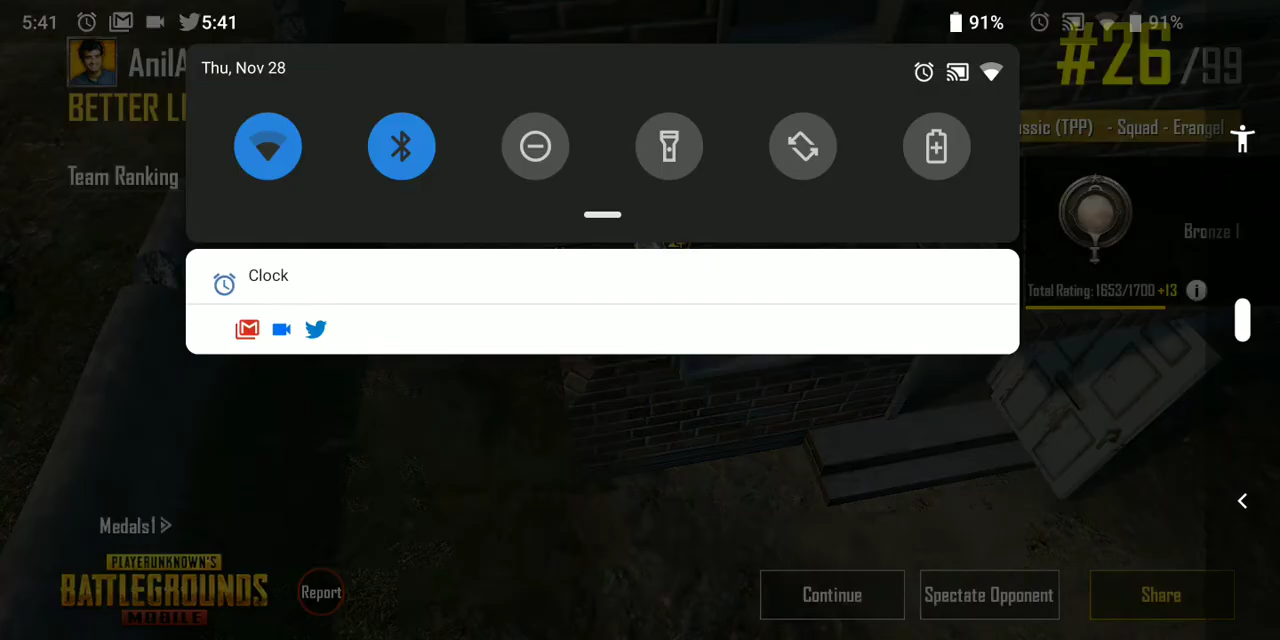 5:41
5:41
91%
91%
Thu, Nov 28
AnilA
BETTER L
#26/99
ssic (TPP) - Squad - Erangel
Team Ranking
Bronze I
Total Rating: 1653/1700 +13
Clock
Medals1
PLAYERUNKNOWN'S
BATTLEGROUNDS
MOBILE
Report
Continue
Spectate Opponent
Share